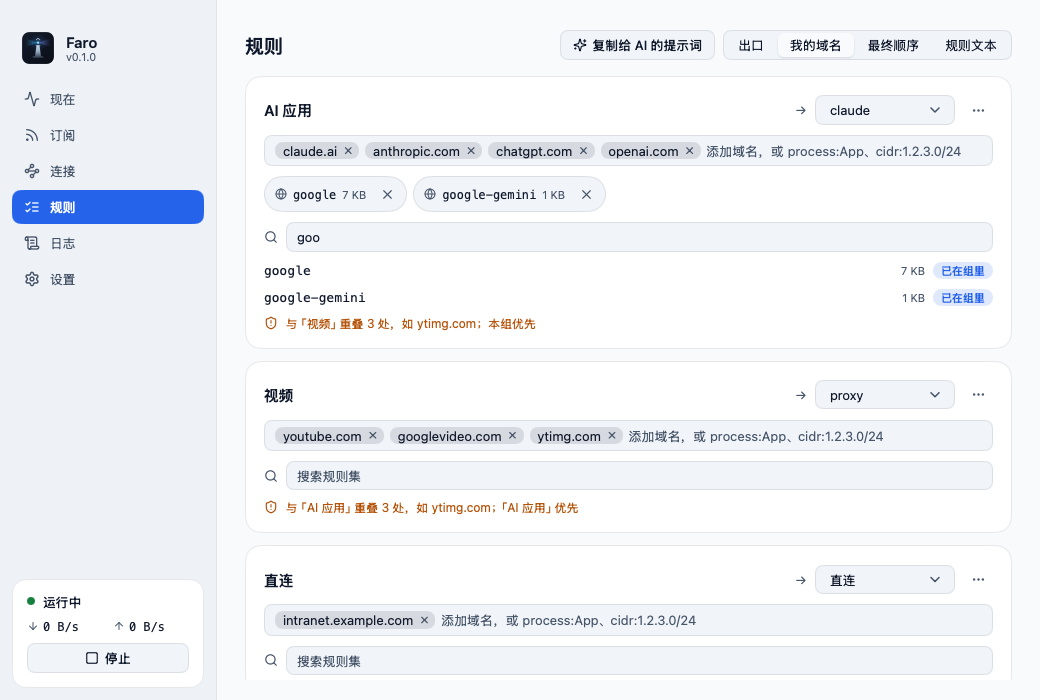 Faro
v0.1.0
现在
订阅
连接
规则
日志
设置
运行中
↓ 0 B/s ↑ 0 B/s
停止
规则
复制给 AI 的提示词
出口 我的域名 最终顺序 规则文本
AI 应用 → claude
claude.ai × anthropic.com × chatgpt.com × openai.com × 添加域名，或 process:App、cidr:1.2.3.0/24
google 7 KB × google-gemini 1 KB ×
goo
google 7 KB 已在组里
google-gemini 1 KB 已在组里
与「视频」重叠 3 处，如 ytimg.com；本组优先
视频 → proxy
youtube.com × googlevideo.com × ytimg.com × 添加域名，或 process:App、cidr:1.2.3.0/24
搜索规则集
与「AI 应用」重叠 3 处，如 ytimg.com；「AI 应用」优先
直连 → 直连
intranet.example.com × 添加域名，或 process:App、cidr:1.2.3.0/24
搜索规则集